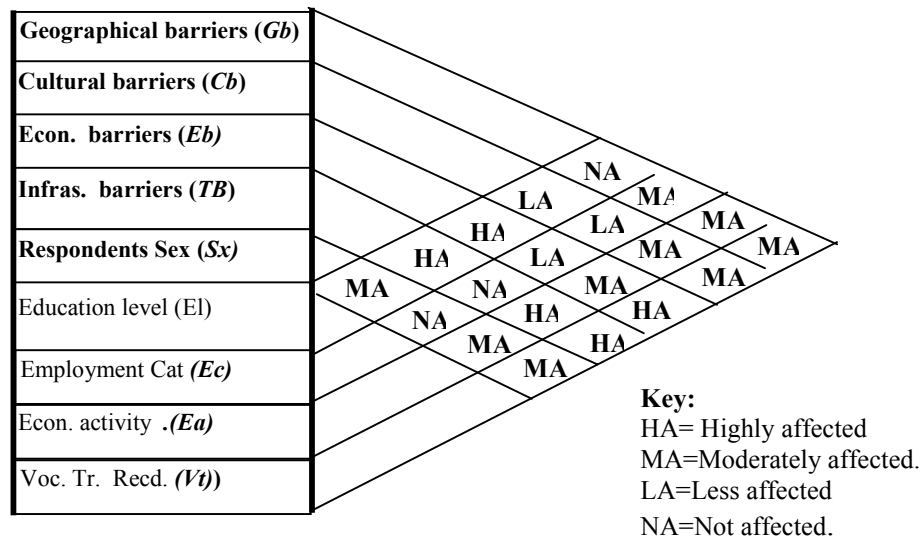 Geographical barriers (Gb)
Cultural barriers (Cb)
Econ. barriers (Eb)
Infras. barriers (TB)
Respondents Sex (Sx)
Education level (El)
Employment Cat (Ec)
Econ. activity .(Ea)
Voc. Tr. Recd. (Vt))
NA
LA MA
HA LA MA
HA LA MA MA
MA NA MA MA
NA HA HA
MA HA
MA
Key:
HA= Highly affected
MA=Moderately affected.
LA=Less affected
NA=Not affected.